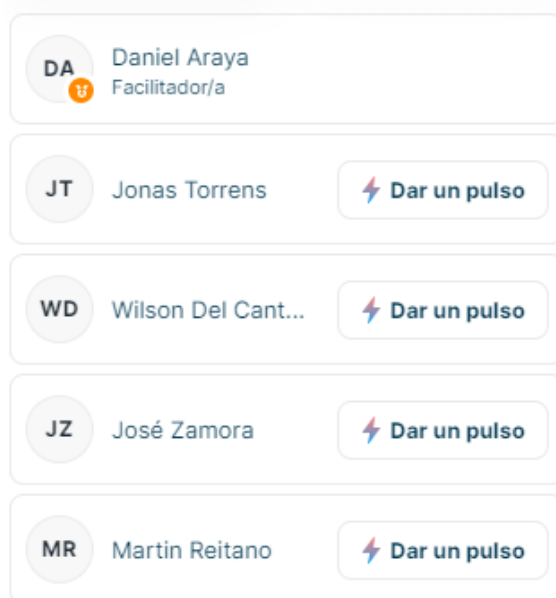 DA
Daniel Araya
Facilitador/a
JT
Jonas Torrens
Dar un pulso
WD
Wilson Del Cant...
Dar un pulso
JZ
José Zamora
Dar un pulso
MR
Martin Reitano
Dar un pulso